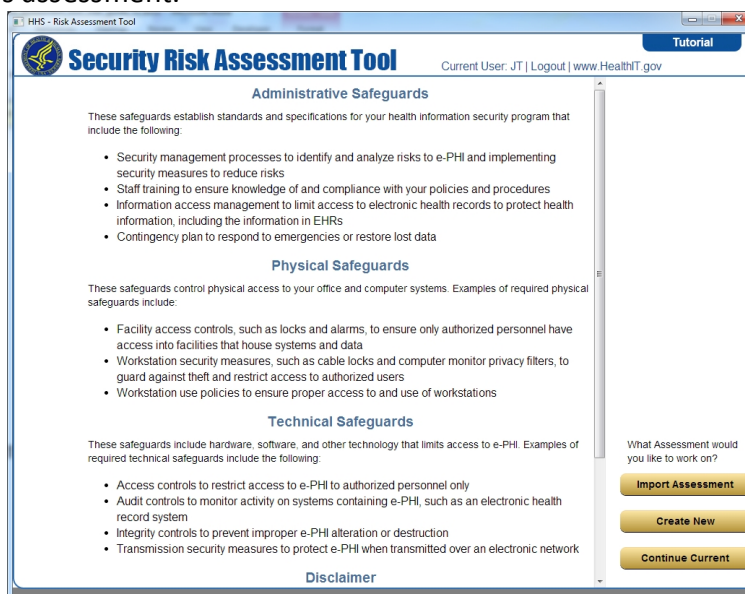 s assessment.
HHS - Risk Assessment Tool
Tutorial
Security Risk Assessment Tool
Current User: JT | Logout | www.HealthIT.gov
Administrative Safeguards
These safeguards establish standards and specifications for your health information security program that
include the following:
• Security management processes to identify and analyze risks to e-PHI and implementing
security measures to reduce risks
• Staff training to ensure knowledge of and compliance with your policies and procedures
• Information access management to limit access to electronic health records to protect health
information, including the information in EHRs
• Contingency plan to respond to emergencies or restore lost data
Physical Safeguards
These safeguards control physical access to your office and computer systems. Examples of required physical
safeguards include:
• Facility access controls, such as locks and alarms, to ensure only authorized personnel have
access into facilities that house systems and data
• Workstation security measures, such as cable locks and computer monitor privacy filters, to
guard against theft and restrict access to authorized users
• Workstation use policies to ensure proper access to and use of workstations
Technical Safeguards
These safeguards include hardware, software, and other technology that limits access to e-PHI. Examples of
required technical safeguards include the following:
• Access controls to restrict access to e-PHI to authorized personnel only
• Audit controls to monitor activity on systems containing e-PHI, such as an electronic health
record system
• Integrity controls to prevent improper e-PHI alteration or destruction
• Transmission security measures to protect e-PHI when transmitted over an electronic network
Disclaimer
What Assessment would
you like to work on?
Import Assessment
Create New
Continue Current